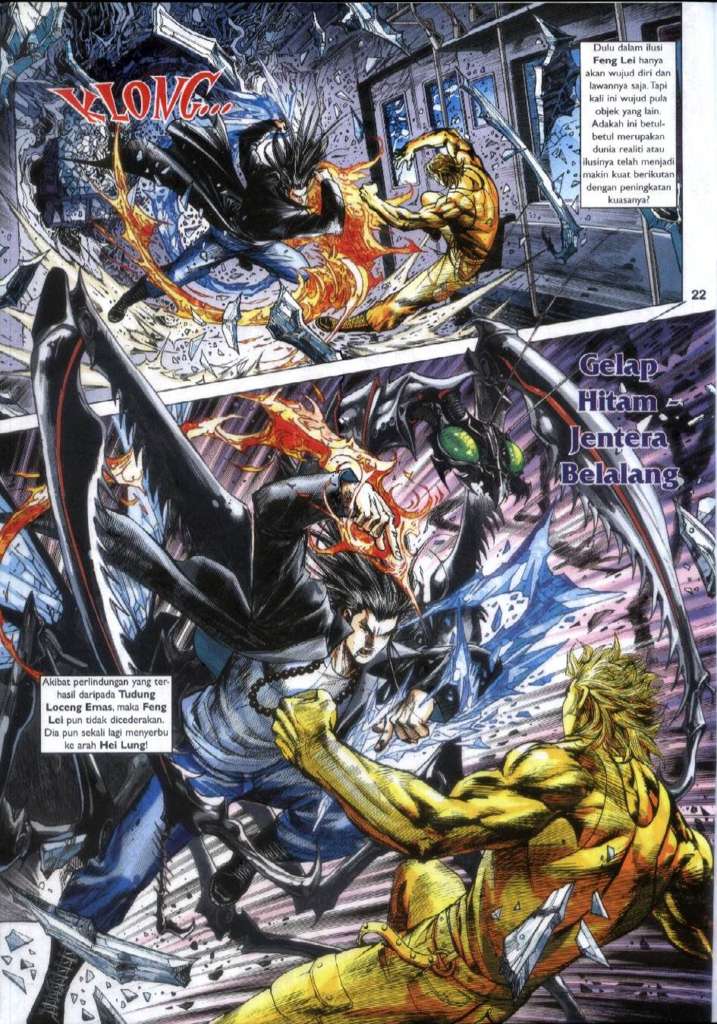 KLONG...
Dulu dalam ilusi
Feng Lei hanya
akan wujud diri dan
lawannya saja. Tapi
kali ini wujud pula
objek yang lain.
Adakah ini betul-
betul merupakan
dunia realiti atau
ilusinya telah menjadi
makin kuat berikutan
dengan peningkatan
kuasanya?
22
Gelap
Hitam -
Jentera
Belalang
Akibat perlindungan yang ter-
hasil daripada Tudung
Loceng Emas, maka Feng
Lei pun tidak dicederakan.
Dia pun sekali lagi menyerbu
ke arah Hei Lung!